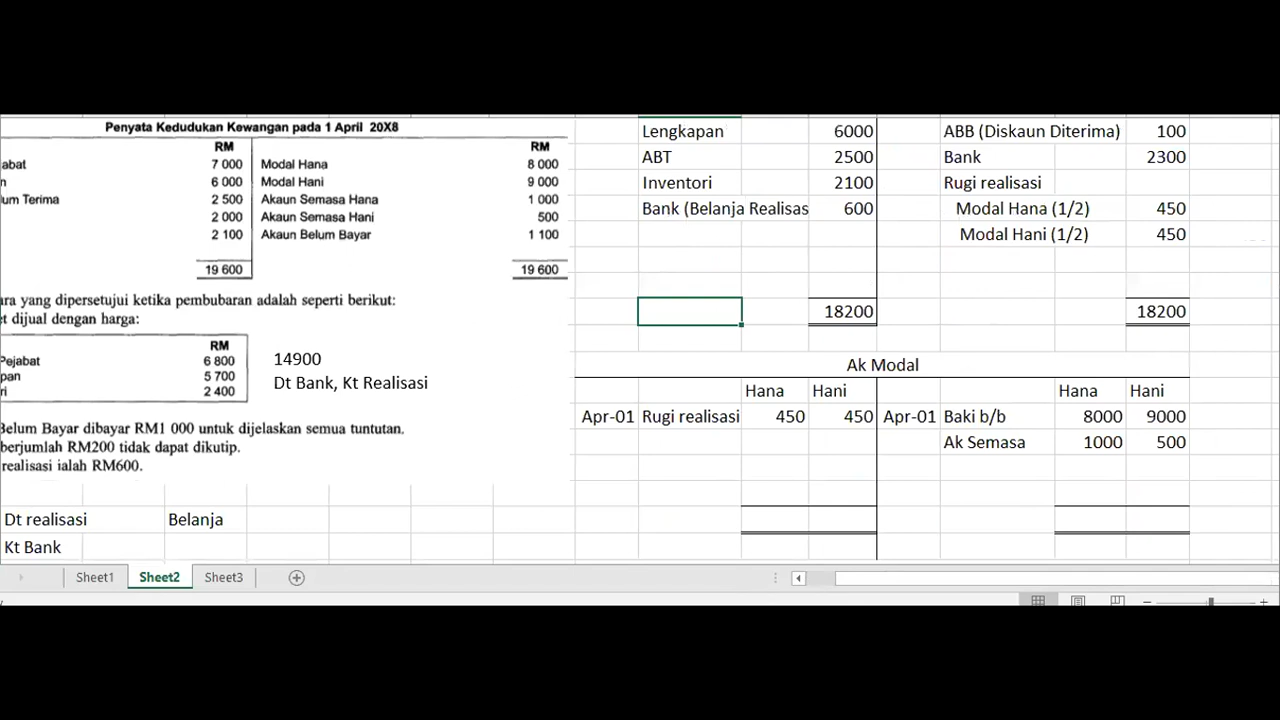 Penyata Kedudukan Kewangan pada 1 April 20X8
RM RM
abat 7 000 Modal Hana 8 000
n 6 000 Modal Hani 9 000
um Terima 2 500 Akaun Semasa Hana 1 000
2 000 Akaun Semasa Hani 500
2 100 Akaun Belum Bayar 1 100
19 600 19 600
ara yang dipersetujui ketika pembubaran adalah seperti berikut:
t dijual dengan harga:
RM
Pejabat 6 800
pan 5 700
ri 2 400
14900
Dt Bank, Kt Realisasi
Belum Bayar dibayar RM1 000 untuk dijelaskan semua tuntutan.
berjumlah RM200 tidak dapat dikutip.
realisasi ialah RM600.
Dt realisasi Belanja
Kt Bank
Lengkapan 6000 ABB (Diskaun Diterima) 100
ABT 2500 Bank 2300
Inventori 2100 Rugi realisasi
Bank (Belanja Realisas 600 Modal Hana (1/2) 450
Modal Hani (1/2) 450
18200 18200
Ak Modal
Hana Hani Hana Hani
Apr-01 Rugi realisasi 450 450 Apr-01 Baki b/b 8000 9000
Ak Semasa 1000 500
Sheet1 Sheet2 Sheet3